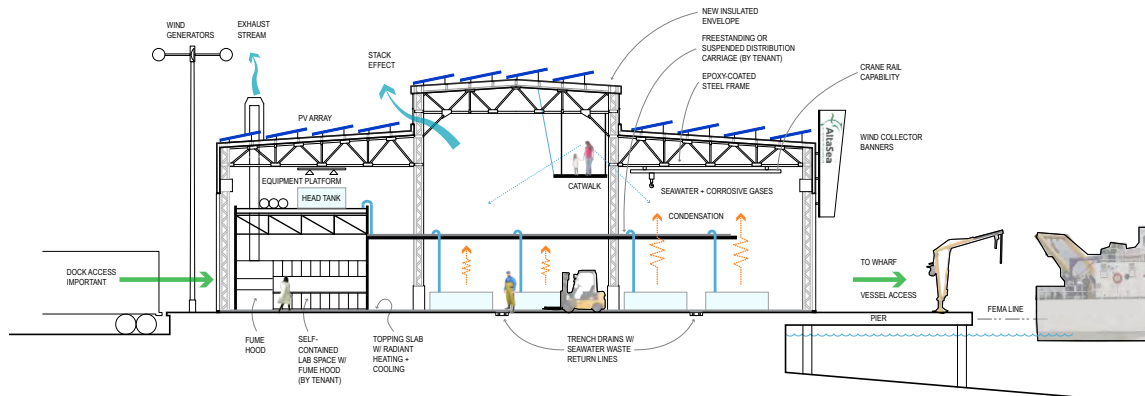 WIND
GENERATORS
EXHAUST
STREAM
STACK
EFFECT
NEW INSULATED
ENVELOPE
FREESTANDING OR
SUSPENDED DISTRIBUTION
CARRIAGE (BY TENANT)
EPOXY-COATED
STEEL FRAME
CRANE RAIL
CAPABILITY
PV ARRAY
AltaSea
WIND COLLECTOR
BANNERS
EQUIPMENT PLATFORM
HEAD TANK
CATWALK
SEAWATER + CORROSIVE GASES
CONDENSATION
DOCK ACCESS
IMPORTANT
TO WHARF
VESSEL ACCESS
PIER
FEMA LINE
FUME
HOOD
SELF-
CONTAINED
LAB SPACE W/
FUME HOOD
(BY TENANT)
TOPPING SLAB
W/ RADIANT
HEATING +
COOLING
TRENCH DRAINS W/
SEAWATER WASTE
RETURN LINES